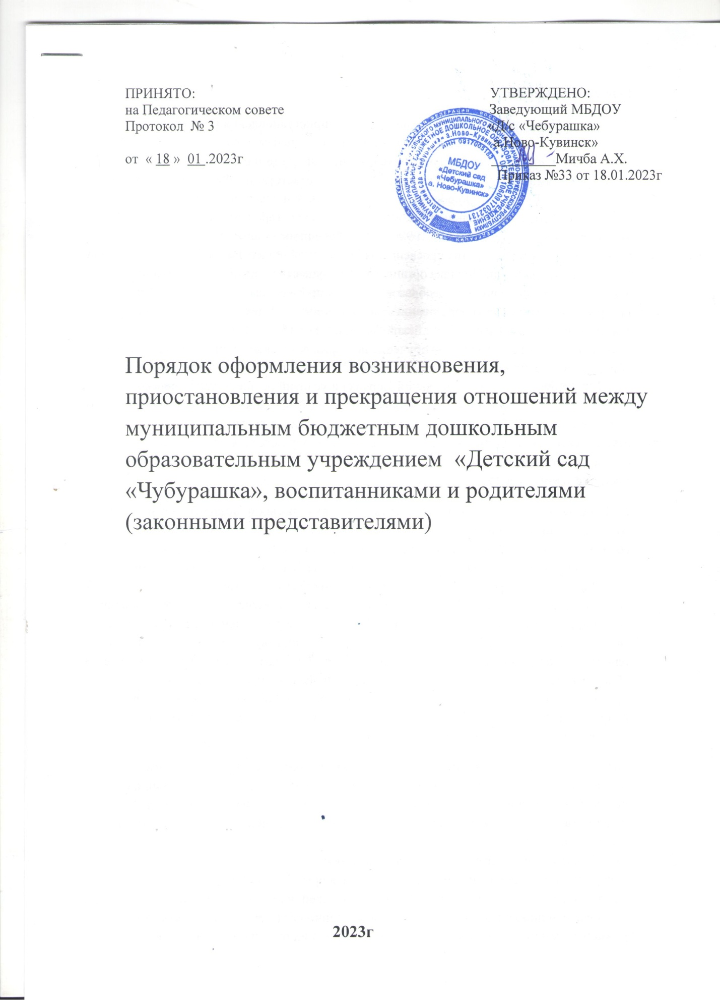 ПРИНЯТО:
на Педагогическом совете
Протокол № 3
от « 18 » 01 .2023г
УТВЕРЖДЕНО:
Заведующий МБДОУ
«Д/с «Чебурашка»
а.Ново-Кувинск»
__________Мичба А.Х.
Приказ №33 от 18.01.2023г
ИНН 0917005183
МБДОУ
«Детский сад
«Чебурашка»
а. Ново-Кувинск»
Порядок оформления возникновения,
приостановления и прекращения отношений между
муниципальным бюджетным дошкольным
образовательным учреждением «Детский сад
«Чубурашка», воспитанниками и родителями
(законными представителями)
2023г